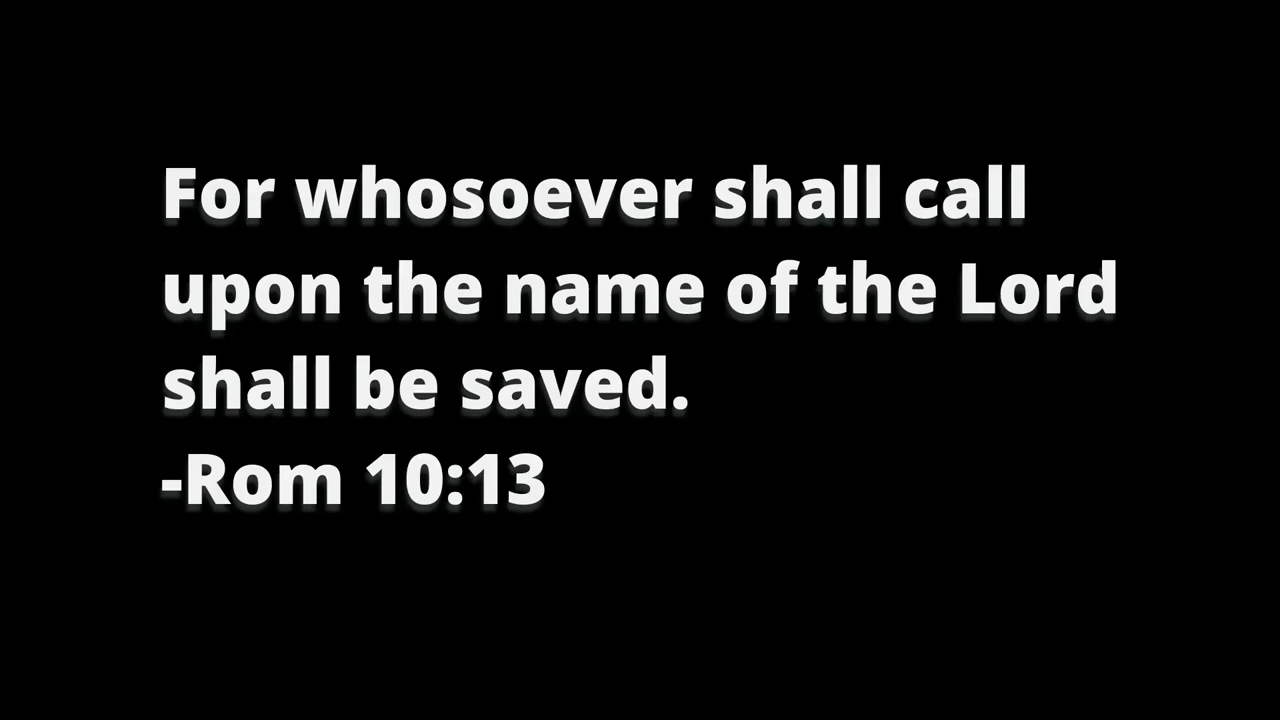 For whosoever shall call
upon the name of the Lord
shall be saved.
-Rom 10:13